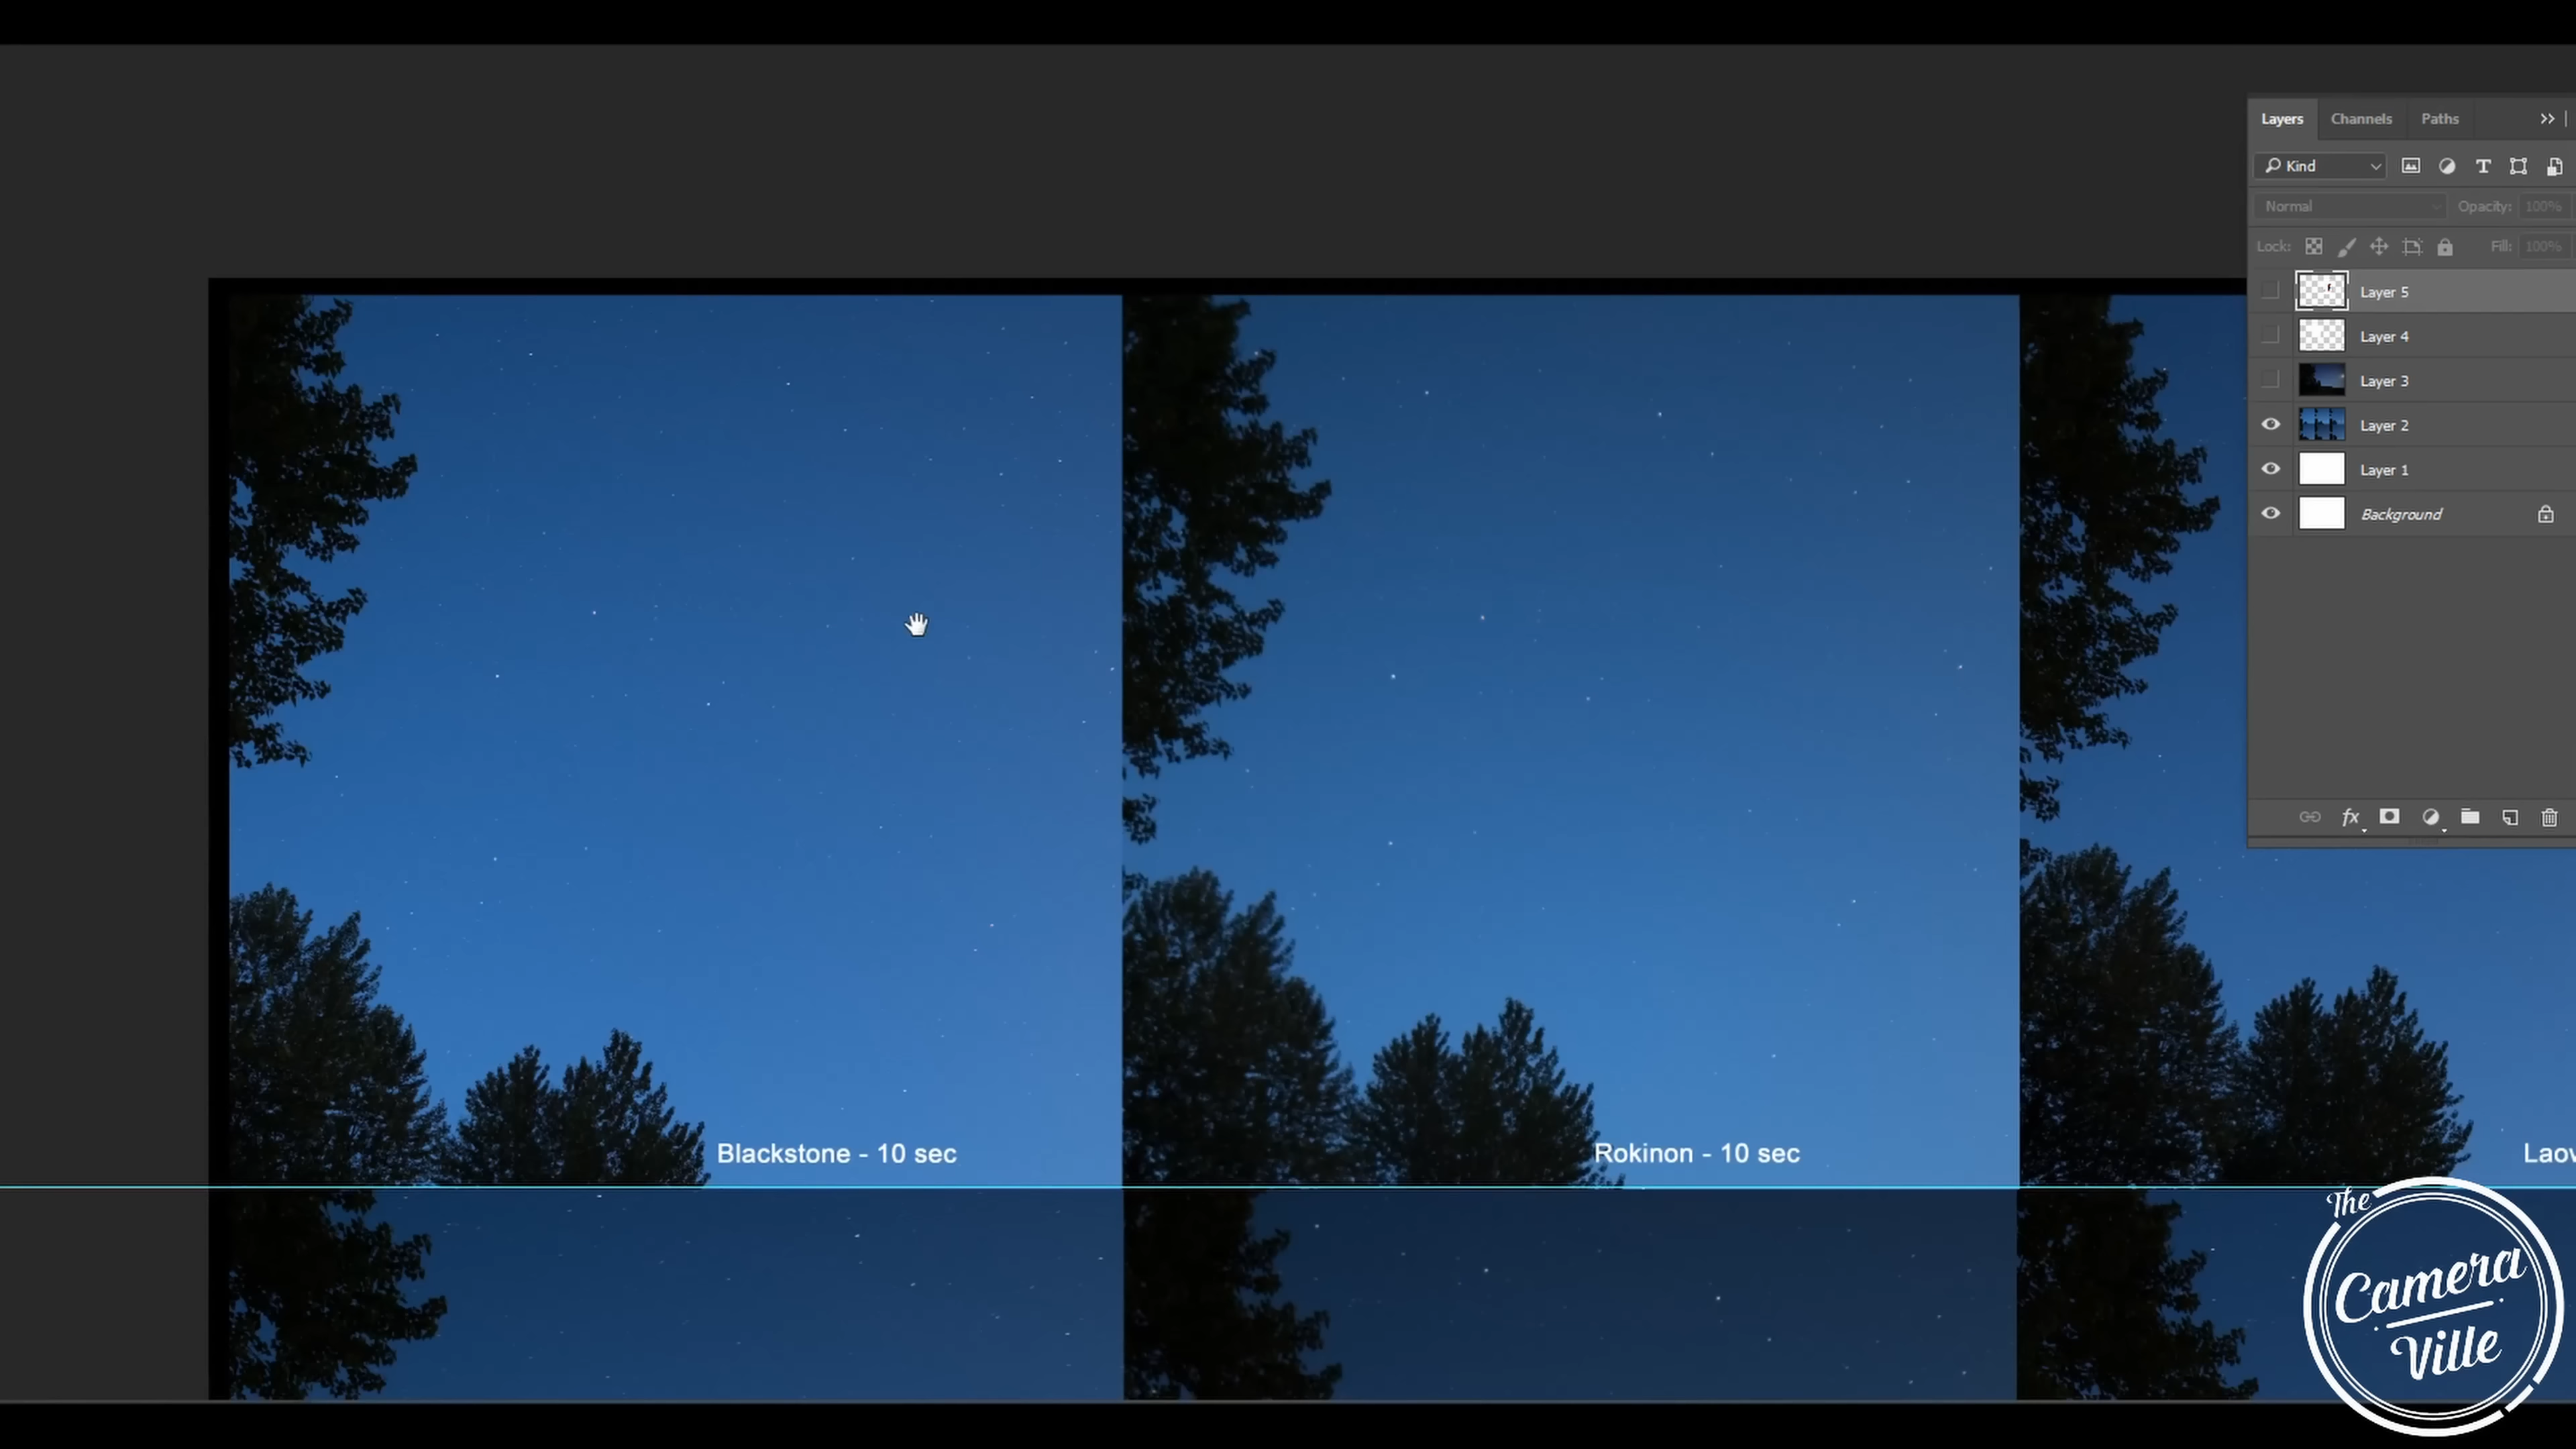 Layers Channels Paths
Kind
Normal Opacity: 100%
Lock: Fill: 100%
Layer 5
Layer 4
Layer 3
Layer 2
Layer 1
Background
fx
Blackstone - 10 sec Rokinon - 10 sec
The
Camera
Ville